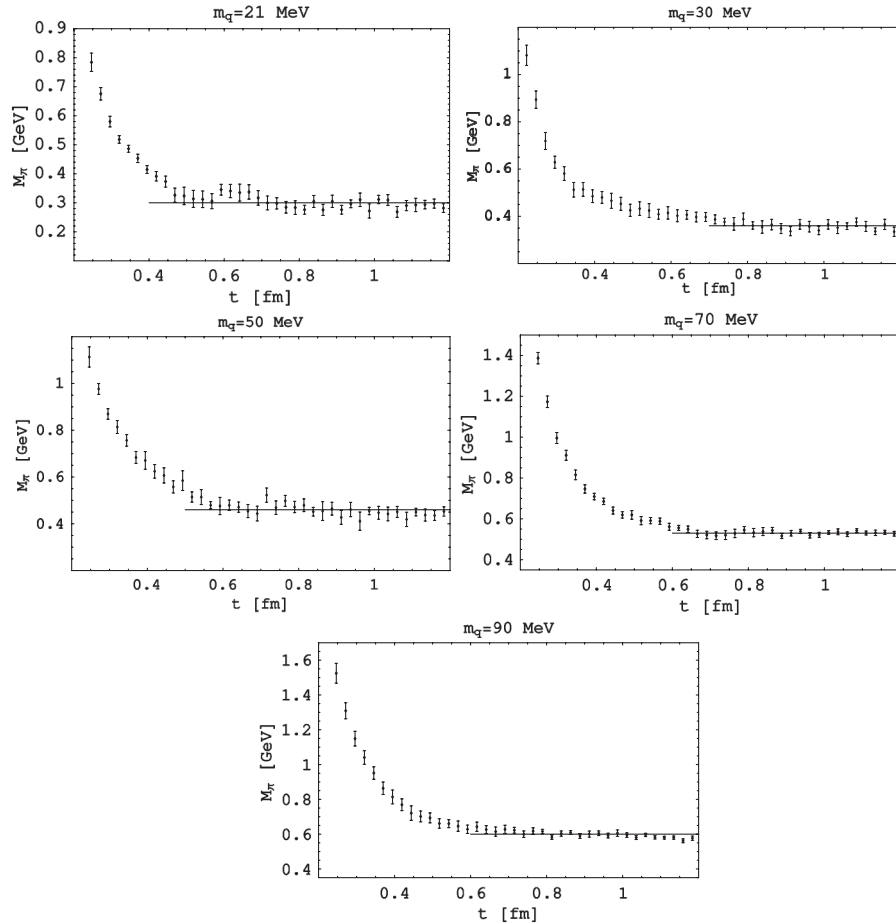 m_q=21 MeV
0.9
0.8
0.7
0.6
0.5
0.4
0.3
0.2
M_π [GeV]
0.4 0.6 0.8 1
t [fm]
m_q=30 MeV
1
0.8
0.6
0.4
M_π [GeV]
0.4 0.6 0.8 1
t [fm]
m_q=50 MeV
1
0.8
0.6
0.4
M_π [GeV]
0.4 0.6 0.8 1
t [fm]
m_q=70 MeV
1.4
1.2
1
0.8
0.6
0.4
M_π [GeV]
0.4 0.6 0.8 1
t [fm]
m_q=90 MeV
1.6
1.4
1.2
1
0.8
0.6
0.4
M_π [GeV]
0.4 0.6 0.8 1
t [fm]